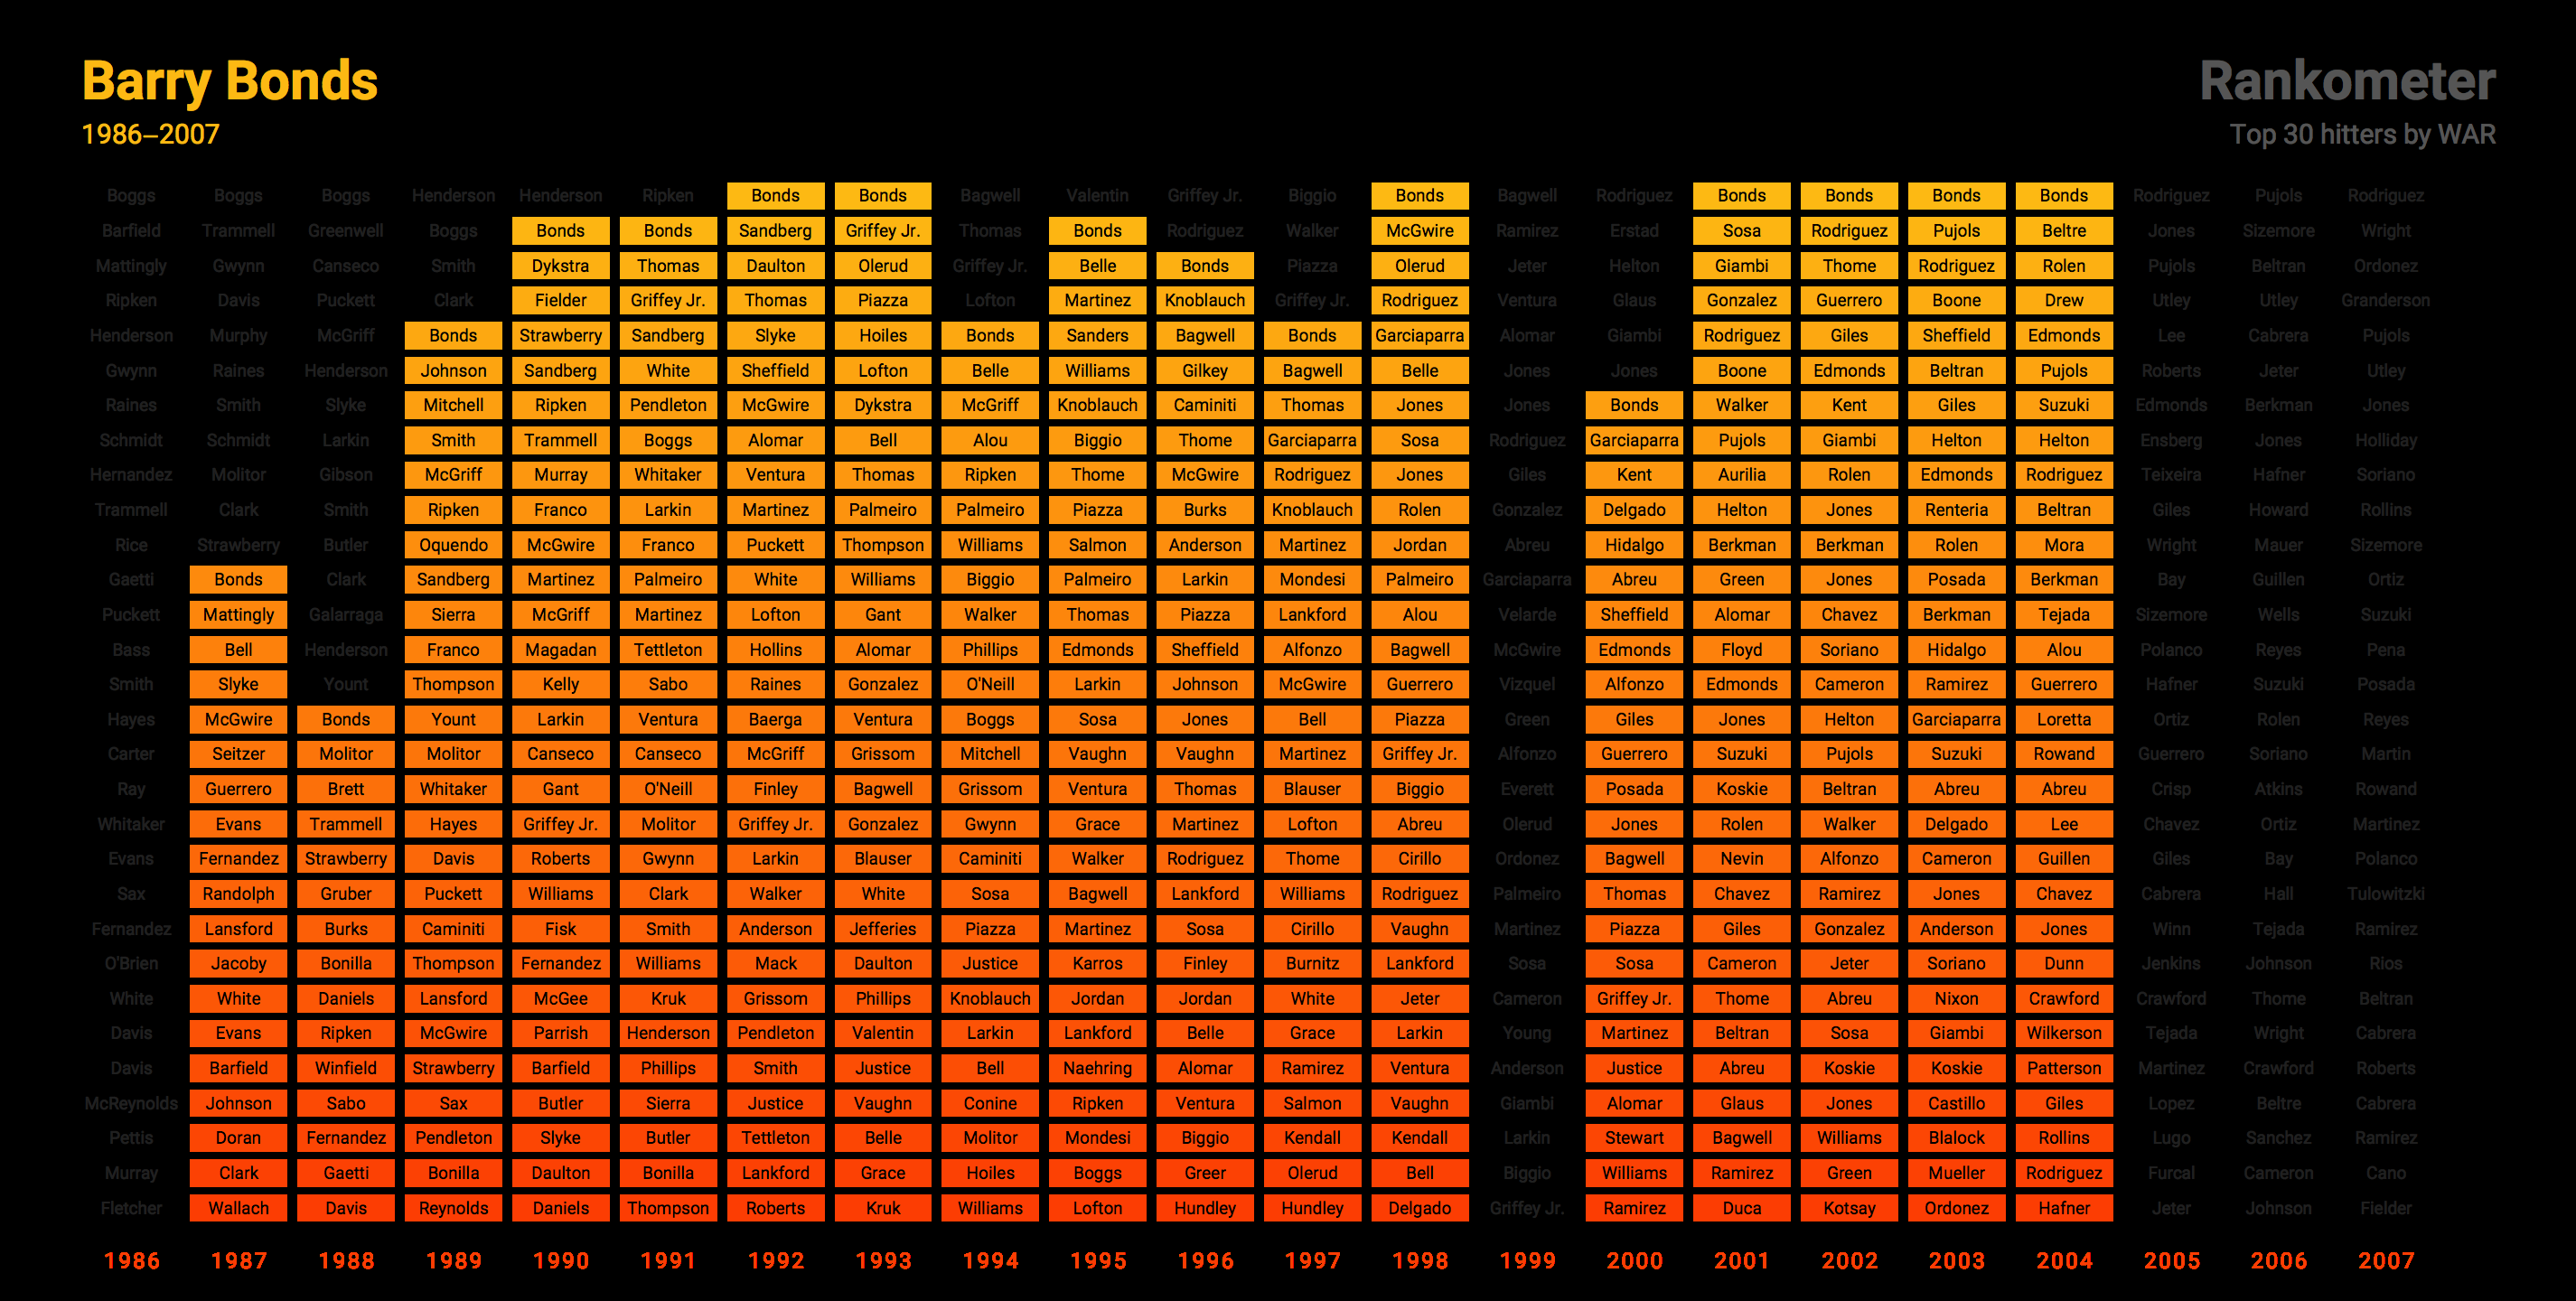 Barry Bonds
1986–2007
Rankometer
Top 30 hitters by WAR
Boggs Boggs Boggs Henderson Henderson Ripken Bonds Bonds Bagwell Valentin Griffey Jr. Biggio Bonds Bagwell Rodriguez Bonds Bonds Bonds Bonds Rodriguez Pujols Rodriguez
Barfield Trammell Greenwell Boggs Bonds Bonds Sandberg Griffey Jr. Thomas Bonds Rodriguez Walker McGwire Ramirez Erstad Sosa Rodriguez Pujols Beltre Jones Sizemore Wright
Mattingly Gwynn Canseco Smith Dykstra Thomas Daulton Olerud Griffey Jr. Belle Bonds Piazza Olerud Jeter Helton Giambi Thome Rodriguez Rolen Pujols Beltran Ordonez
Ripken Davis Puckett Clark Fielder Griffey Jr. Thomas Piazza Lofton Martinez Knoblauch Griffey Jr. Rodriguez Ventura Glaus Gonzalez Guerrero Boone Drew Utley Utley Granderson
Henderson Murphy McGriff Bonds Strawberry Sandberg Slyke Hoiles Bonds Sanders Bagwell Bonds Garciaparra Alomar Giambi Rodriguez Giles Sheffield Edmonds Lee Cabrera Pujols
Gwynn Raines Henderson Johnson Sandberg White Sheffield Lofton Belle Williams Gilkey Bagwell Belle Jones Jones Boone Edmonds Beltran Pujols Roberts Jeter Utley
Raines Smith Slyke Mitchell Ripken Pendleton McGwire Dykstra McGriff Knoblauch Caminiti Thomas Jones Jones Bonds Walker Kent Giles Suzuki Edmonds Berkman Jones
Schmidt Schmidt Larkin Smith Trammell Boggs Alomar Bell Alou Biggio Thome Garciaparra Sosa Rodriguez Garciaparra Pujols Giambi Helton Helton Ensberg Jones Holliday
Hernandez Molitor Gibson McGriff Murray Whitaker Ventura Thomas Ripken Thome McGwire Rodriguez Jones Giles Kent Aurilia Rolen Edmonds Rodriguez Teixeira Hafner Soriano
Trammell Clark Smith Ripken Franco Larkin Martinez Palmeiro Palmeiro Piazza Burks Knoblauch Rolen Gonzalez Delgado Helton Jones Renteria Beltran Giles Howard Rollins
Rice Strawberry Butler Oquendo McGwire Franco Puckett Thompson Williams Salmon Anderson Martinez Jordan Abreu Hidalgo Berkman Berkman Rolen Mora Wright Mauer Sizemore
Gaetti Bonds Clark Sandberg Martinez Palmeiro White Williams Biggio Palmeiro Larkin Mondesi Palmeiro Garciaparra Abreu Green Jones Posada Berkman Bay Guillen Ortiz
Puckett Mattingly Galarraga Sierra McGriff Martinez Lofton Gant Walker Thomas Piazza Lankford Alou Velarde Sheffield Alomar Chavez Berkman Tejada Sizemore Wells Suzuki
Bass Bell Henderson Franco Magadan Tettleton Hollins Alomar Phillips Edmonds Sheffield Alfonzo Bagwell McGwire Edmonds Floyd Soriano Hidalgo Alou Polanco Reyes Pena
Smith Slyke Yount Thompson Kelly Sabo Raines Gonzalez O'Neill Larkin Johnson McGwire Guerrero Vizquel Alfonzo Edmonds Cameron Ramirez Guerrero Hafner Suzuki Posada
Hayes McGwire Bonds Yount Larkin Ventura Baerga Ventura Boggs Sosa Jones Bell Piazza Green Giles Jones Helton Garciaparra Loretta Ortiz Rolen Reyes
Carter Seitzer Molitor Molitor Canseco Canseco McGriff Grissom Mitchell Vaughn Vaughn Martinez Griffey Jr. Alfonzo Guerrero Suzuki Pujols Suzuki Rowand Guerrero Soriano Martin
Ray Guerrero Brett Whitaker Gant O'Neill Finley Bagwell Grissom Ventura Thomas Blauser Biggio Everett Posada Koskie Beltran Abreu Abreu Crisp Atkins Rowand
Whitaker Evans Trammell Hayes Griffey Jr. Molitor Griffey Jr. Gonzalez Gwynn Grace Martinez Lofton Abreu Olerud Jones Rolen Walker Delgado Lee Chavez Ortiz Martinez
Evans Fernandez Strawberry Davis Roberts Gwynn Larkin Blauser Caminiti Walker Rodriguez Thome Cirillo Ordonez Bagwell Nevin Alfonzo Cameron Guillen Giles Bay Polanco
Sax Randolph Gruber Puckett Williams Clark Walker White Sosa Bagwell Lankford Williams Rodriguez Palmeiro Thomas Chavez Ramirez Jones Chavez Cabrera Hall Tulowitzki
Fernandez Lansford Burks Caminiti Fisk Smith Anderson Jefferies Piazza Martinez Sosa Cirillo Vaughn Martinez Piazza Giles Gonzalez Anderson Jones Winn Tejada Ramirez
O'Brien Jacoby Bonilla Thompson Fernandez Williams Mack Daulton Justice Karros Finley Burnitz Lankford Sosa Sosa Cameron Jeter Soriano Dunn Jenkins Johnson Rios
White White Daniels Lansford McGee Kruk Grissom Phillips Knoblauch Jordan Jordan White Jeter Cameron Griffey Jr. Thome Abreu Nixon Crawford Crawford Thome Beltran
Davis Evans Ripken McGwire Parrish Henderson Pendleton Valentin Larkin Lankford Belle Grace Larkin Young Martinez Beltran Sosa Giambi Wilkerson Tejada Wright Cabrera
Davis Barfield Winfield Strawberry Barfield Phillips Smith Justice Bell Naehring Alomar Ramirez Ventura Anderson Justice Abreu Koskie Koskie Patterson Martinez Crawford Roberts
McReynolds Johnson Sabo Sax Butler Sierra Justice Vaughn Conine Ripken Ventura Salmon Vaughn Giambi Alomar Glaus Jones Castillo Giles Lopez Beltre Cabrera
Pettis Doran Fernandez Pendleton Slyke Butler Tettleton Belle Molitor Mondesi Biggio Kendall Kendall Larkin Stewart Bagwell Williams Blalock Rollins Lugo Sanchez Ramirez
Murray Clark Gaetti Bonilla Daulton Bonilla Lankford Grace Hoiles Boggs Greer Olerud Bell Biggio Williams Ramirez Green Mueller Rodriguez Furcal Cameron Cano
Fletcher Wallach Davis Reynolds Daniels Thompson Roberts Kruk Williams Lofton Hundley Hundley Delgado Griffey Jr. Ramirez Duca Kotsay Ordonez Hafner Jeter Johnson Fielder
1986 1987 1988 1989 1990 1991 1992 1993 1994 1995 1996 1997 1998 1999 2000 2001 2002 2003 2004 2005 2006 2007